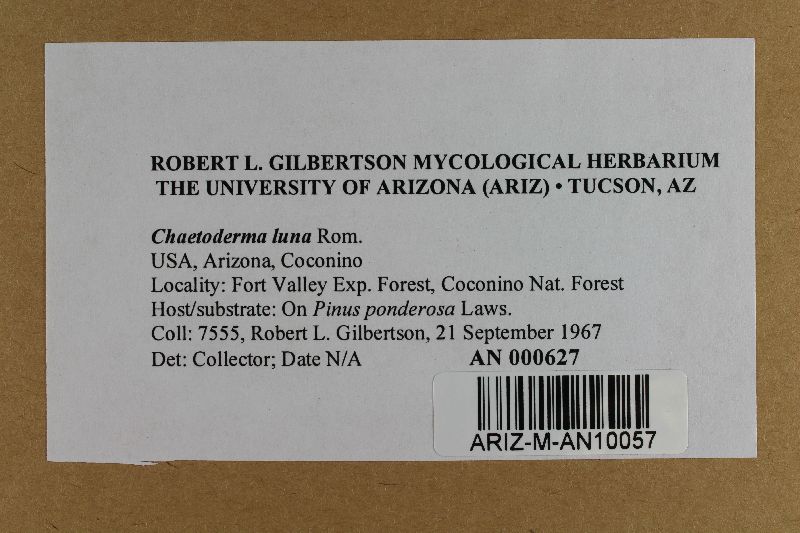 ROBERT L. GILBERTSON MYCOLOGICAL HERBARIUM
THE UNIVERSITY OF ARIZONA (ARIZ) • TUCSON, AZ
Chaetoderma luna Rom.
USA, Arizona, Coconino
Locality: Fort Valley Exp. Forest, Coconino Nat. Forest
Host/substrate: On Pinus ponderosa Laws.
Coll: 7555, Robert L. Gilbertson, 21 September 1967
Det: Collector; Date N/A AN 000627
ARIZ-M-AN10057